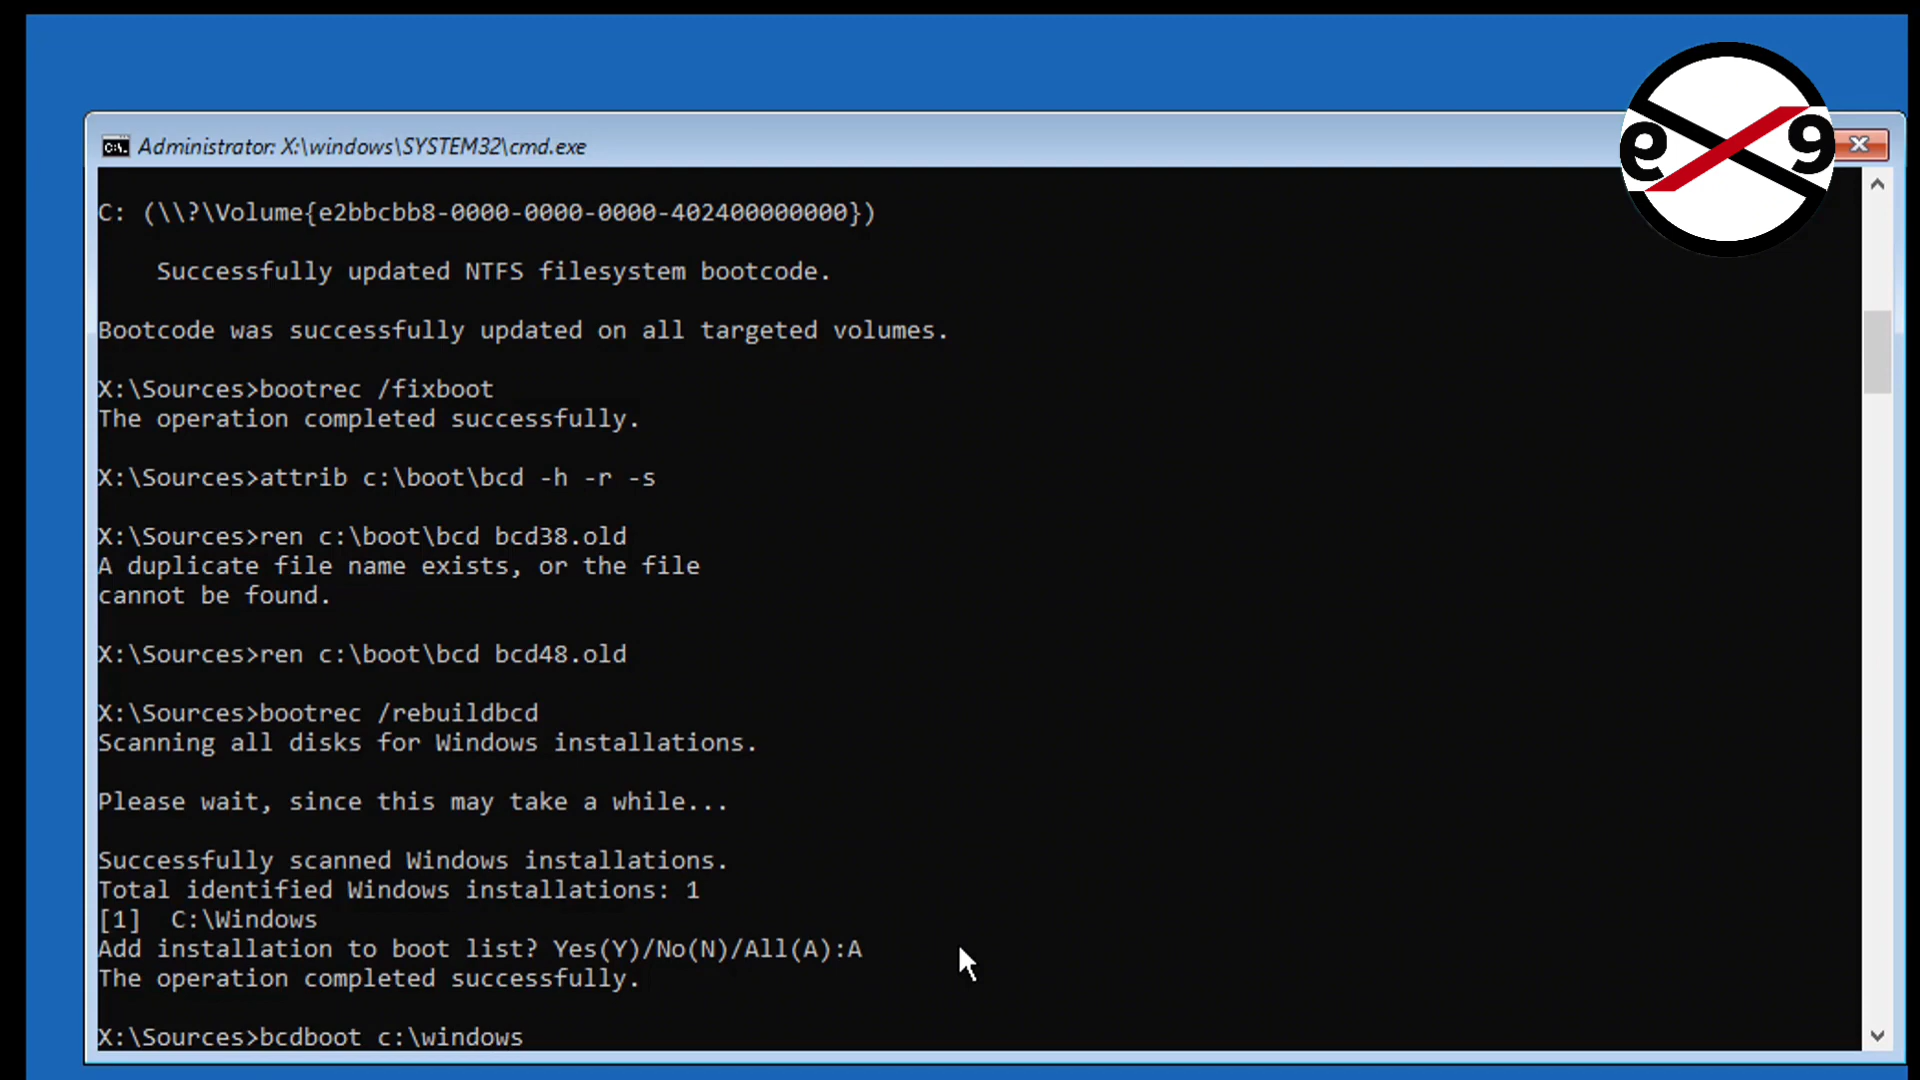 Administrator: X:\windows\SYSTEM32\cmd.exe
e9
C: (\\?\Volume{e2bbcbb8-0000-0000-0000-402400000000})
Successfully updated NTFS filesystem bootcode.
Bootcode was successfully updated on all targeted volumes.
X:\Sources>bootrec /fixboot
The operation completed successfully.
X:\Sources>attrib c:\boot\bcd -h -r -s
X:\Sources>ren c:\boot\bcd bcd38.old
A duplicate file name exists, or the file
cannot be found.
X:\Sources>ren c:\boot\bcd bcd48.old
X:\Sources>bootrec /rebuildbcd
Scanning all disks for Windows installations.
Please wait, since this may take a while...
Successfully scanned Windows installations.
Total identified Windows installations: 1
[1]  C:\Windows
Add installation to boot list? Yes(Y)/No(N)/All(A):A
The operation completed successfully.
X:\Sources>bcdboot c:\windows